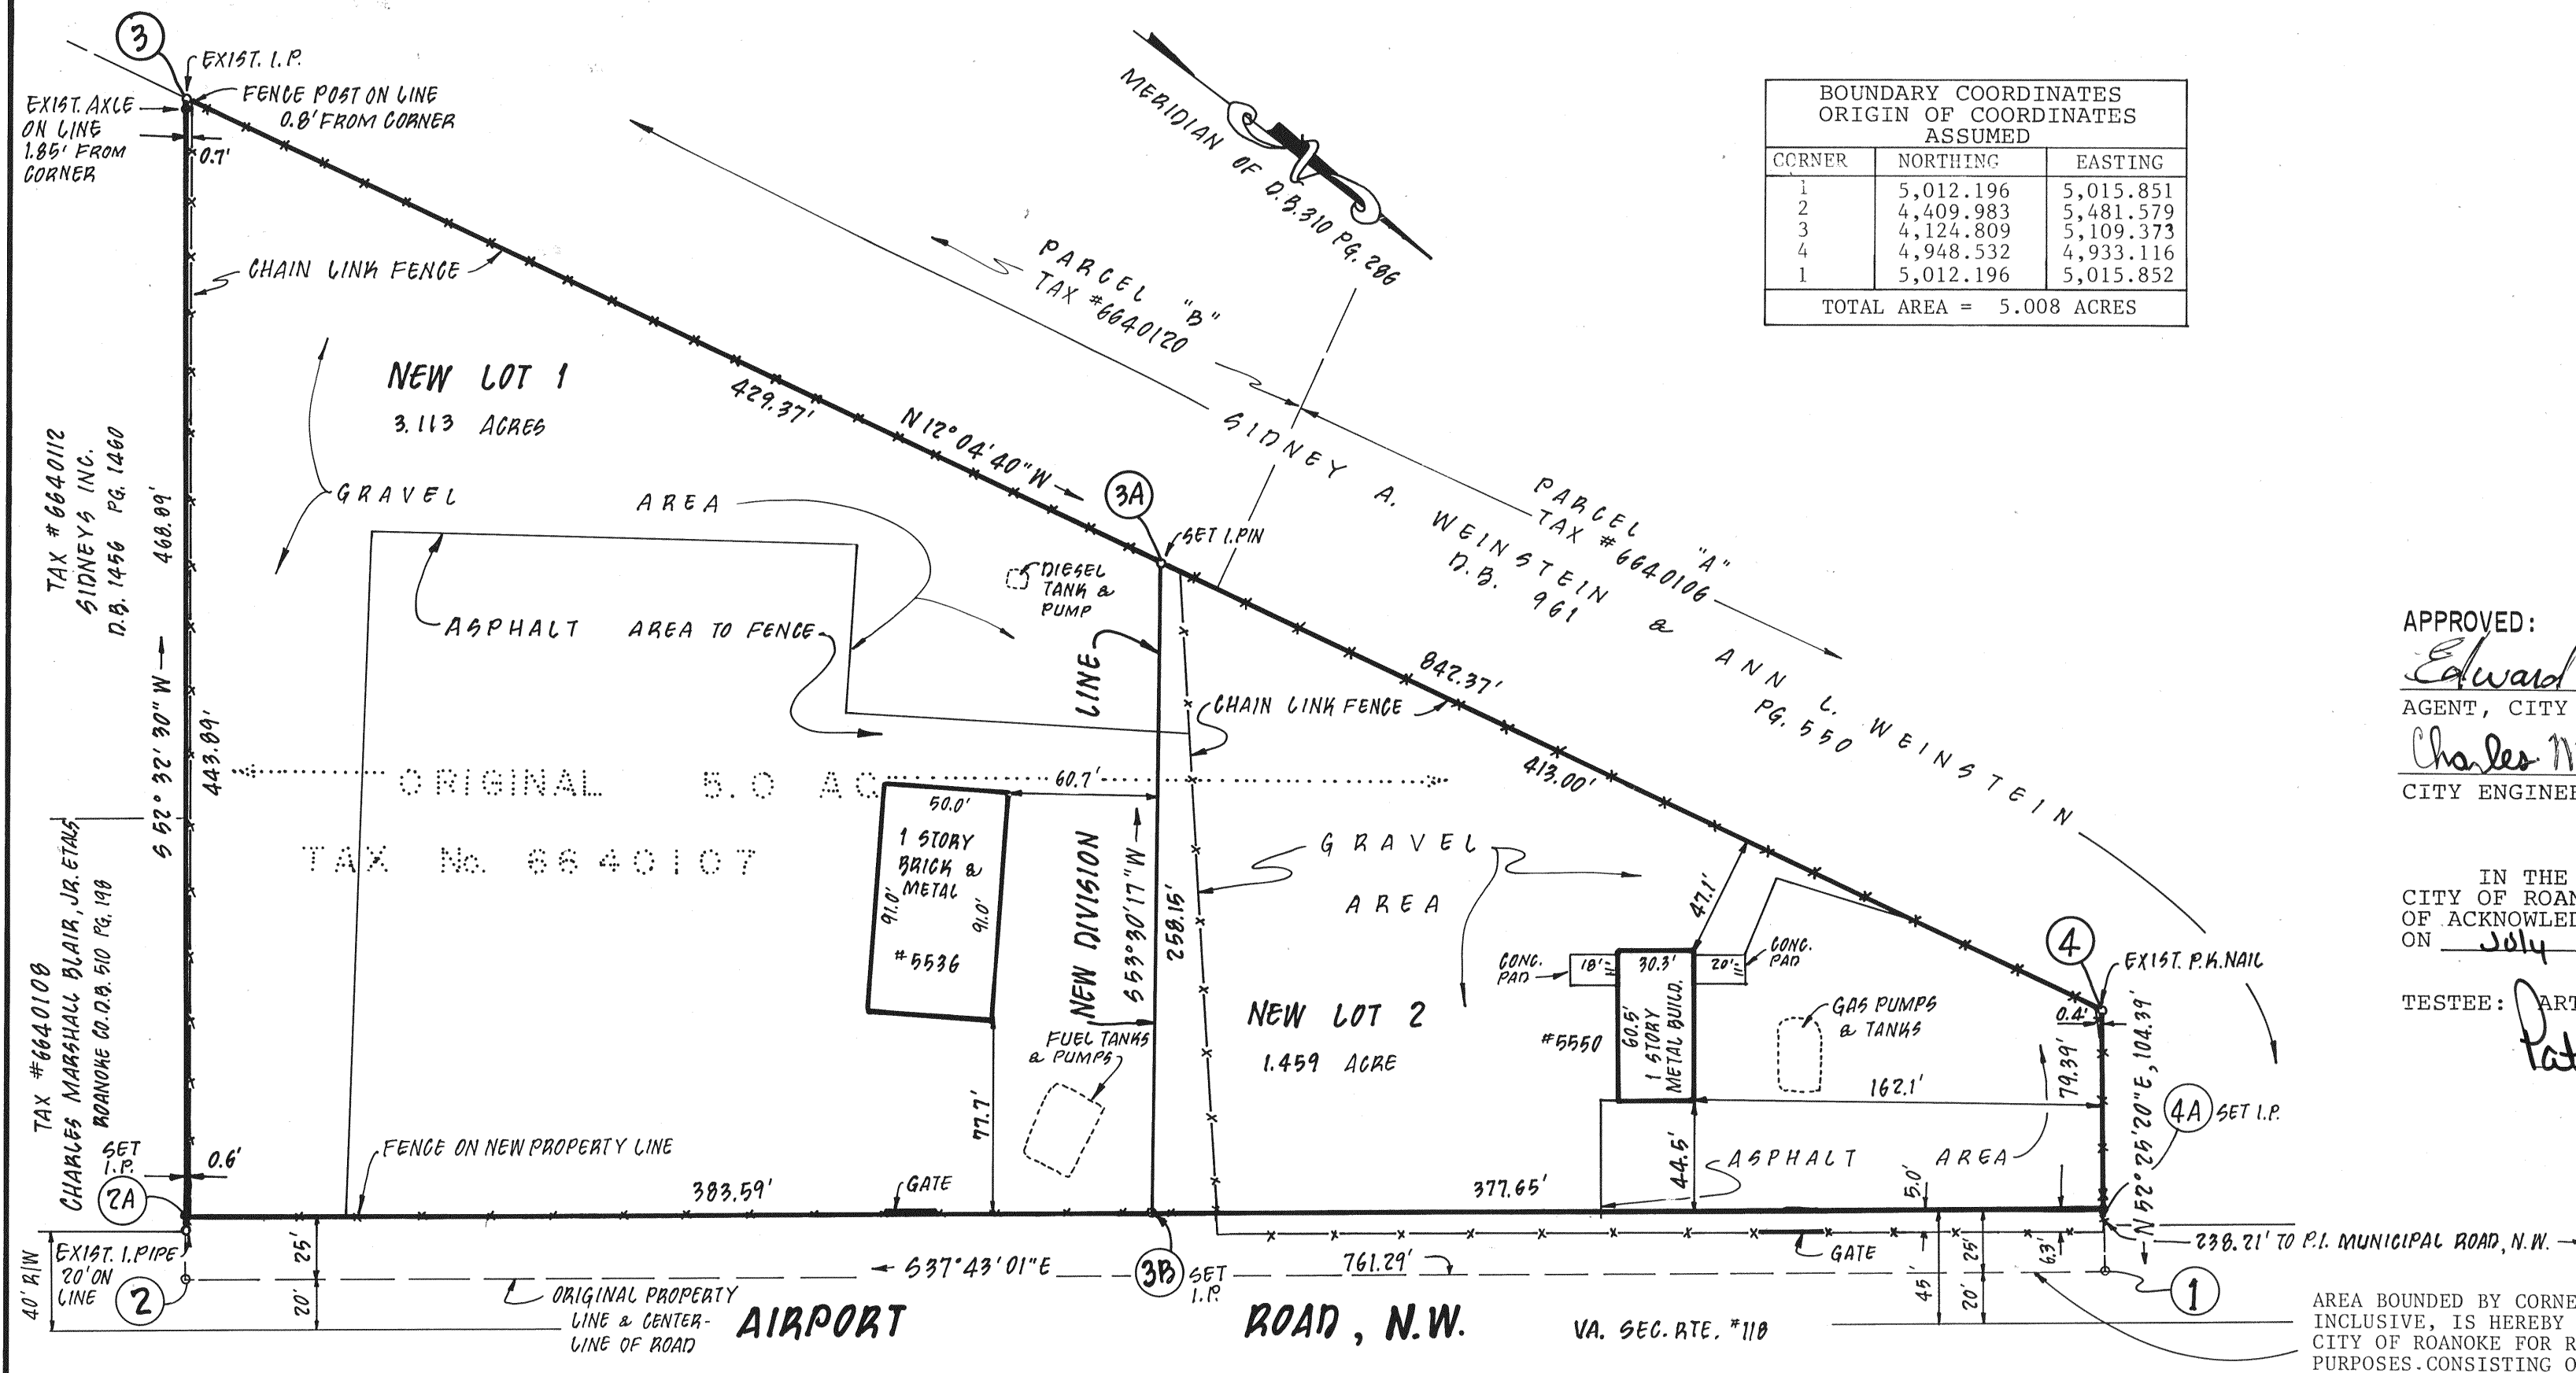 3
EXIST. I.P.
FENCE POST ON LINE
0.8' FROM CORNER
EXIST. AXLE
ON LINE
1.85' FROM
CORNER
0.7'
CHAIN LINK FENCE
MERIDIAN OF D.B. 310 PG. 286
BOUNDARY COORDINATES
ORIGIN OF COORDINATES
ASSUMED
CORNER NORTHING EASTING
1 5,012.196 5,015.851
2 4,409.983 5,481.579
3 4,124.809 5,109.373
4 4,948.532 4,933.116
1 5,012.196 5,015.852
TOTAL AREA = 5.008 ACRES
PARCEL "B"
TAX #6640120
NEW LOT 1
3.113 ACRES
429.37'
N 12° 04' 40" W
3A
SET I.PIN
SIDNEY A. WEINSTEIN & ANN L. WEINSTEIN
D.B. 961 PG. 550
PARCEL "A"
TAX #6640106
TAX #6640112
SIDNEYS INC.
D.B. 1456 PG. 1460
468.89'
S 52° 32' 30" W
443.89'
GRAVEL AREA
DIESEL
TANK &
PUMP
ASPHALT AREA TO FENCE
LINE
842.37'
CHAIN LINK FENCE
413.00'
ORIGINAL 5.0 AC
TAX No. 6640107
60.7'
50.0'
1 STORY
BRICK &
METAL
91.0'
91.0'
#5536
NEW DIVISION
S 53° 30' 17" W
258.15'
GRAVEL
AREA
47.1'
CONC.
PAD
18'
30.3'
20'
CONC.
PAD
60.5'
1 STORY
METAL BUILD.
#5550
NEW LOT 2
1.459 ACRE
GAS PUMPS
& TANKS
162.1'
4
EXIST. P.K. NAIL
0.4'
79.39'
N 52° 25' 20" E, 104.39'
4A
SET I.P.
TAX #6640108
CHARLES MARSHALL BLAIR, JR. ETALS
ROANOKE CO. D.B. 510 PG. 198
FUEL TANKS
& PUMPS
77.7'
SET
I.P.
0.6'
2A
FENCE ON NEW PROPERTY LINE
383.59'
GATE
377.65'
44.5'
ASPHALT AREA
5.0'
40' R/W
EXIST. I.PIPE
20' ON
LINE
2
25'
20'
S37°43'01"E
3B
SET
I.P.
761.29'
GATE
45'
25'
20'
6.3'
238.21' TO P.I. MUNICIPAL ROAD, N.W.
1
ORIGINAL PROPERTY
LINE & CENTER-
LINE OF ROAD
AIRPORT ROAD, N.W.
VA. SEC. RTE. #118
APPROVED:
Edward
AGENT, CITY
Charles
CITY ENGINEE
IN THE
CITY OF ROAN
OF ACKNOWLED
ON July
TESTEE: ART
Pat
AREA BOUNDED BY CORNE
INCLUSIVE, IS HEREBY
CITY OF ROANOKE FOR R
PURPOSES.CONSISTING O